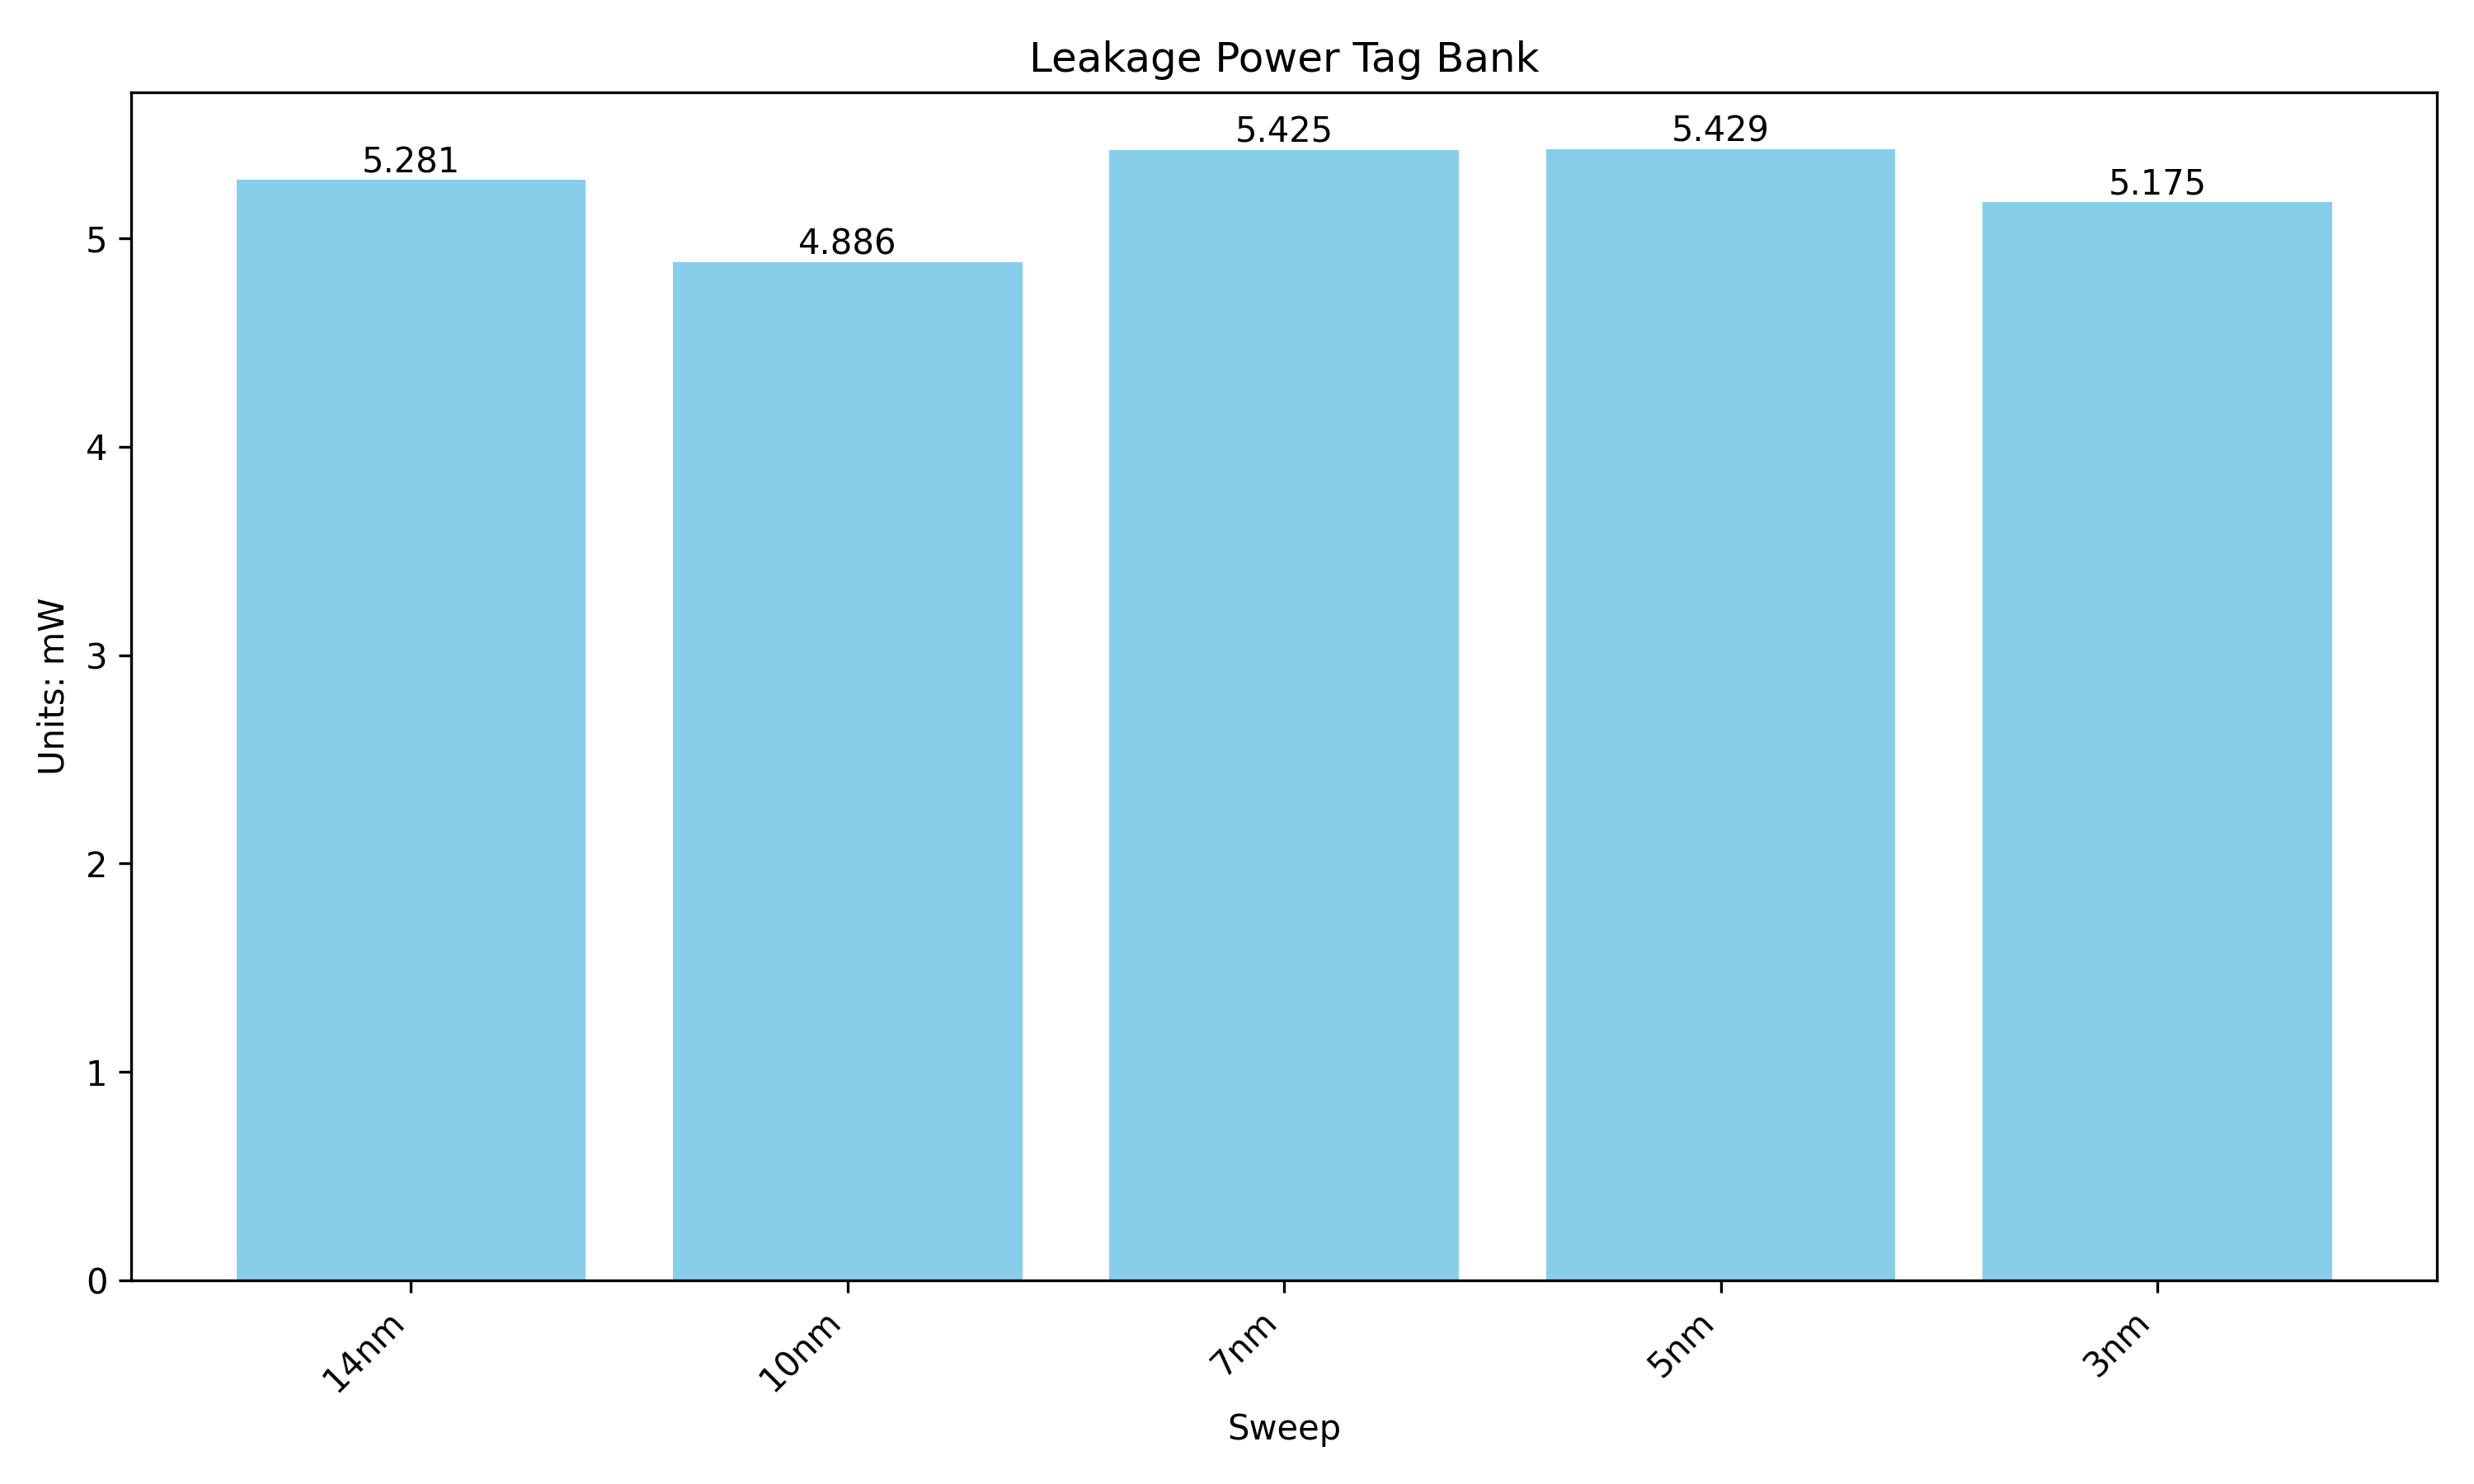 Leakage Power Tag Bank
5.281
4.886
5.425
5.429
5.175
5
4
3
2
1
0
Units: mW
14nm
10nm
7nm
5nm
3nm
Sweep